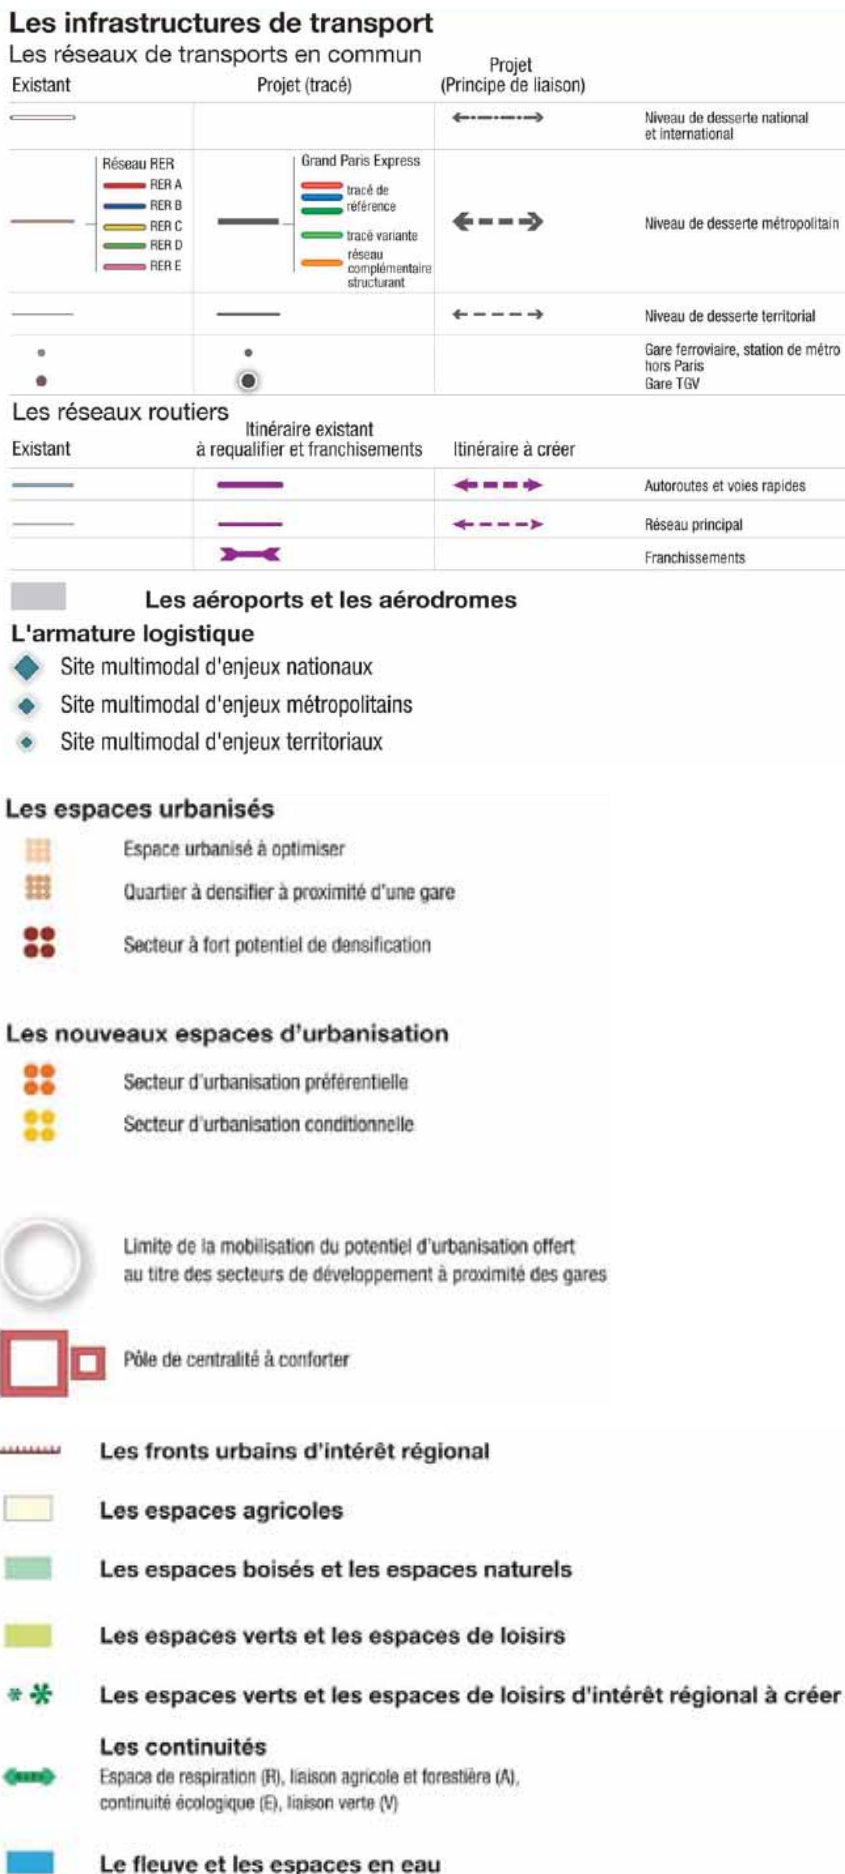 Les infrastructures de transport
Les réseaux de transports en commun
Existant
Projet (tracé)
Projet
(Principe de liaison)
Niveau de desserte national
et international
Réseau RER
RER A
RER B
RER C
RER D
RER E
Grand Paris Express
tracé de
référence
tracé variante
réseau
complémentaire
structurant
Niveau de desserte métropolitain
Niveau de desserte territorial
Gare ferroviaire, station de métro
hors Paris
Gare TGV
Les réseaux routiers
Existant
Itinéraire existant
à requalifier et franchisements
Itinéraire à créer
Autoroutes et voies rapides
Réseau principal
Franchissements
Les aéroports et les aérodromes
L'armature logistique
Site multimodal d'enjeux nationaux
Site multimodal d'enjeux métropolitains
Site multimodal d'enjeux territoriaux
Les espaces urbanisés
Espace urbanisé à optimiser
Quartier à densifier à proximité d'une gare
Secteur à fort potentiel de densification
Les nouveaux espaces d'urbanisation
Secteur d'urbanisation préférentielle
Secteur d'urbanisation conditionnelle
Limite de la mobilisation du potentiel d'urbanisation offert
au titre des secteurs de développement à proximité des gares
Pôle de centralité à conforter
Les fronts urbains d'intérêt régional
Les espaces agricoles
Les espaces boisés et les espaces naturels
Les espaces verts et les espaces de loisirs
Les espaces verts et les espaces de loisirs d'intérêt régional à créer
Les continuités
Espace de respiration (R), liaison agricole et forestière (A),
continuité écologique (E), liaison verte (V)
Le fleuve et les espaces en eau